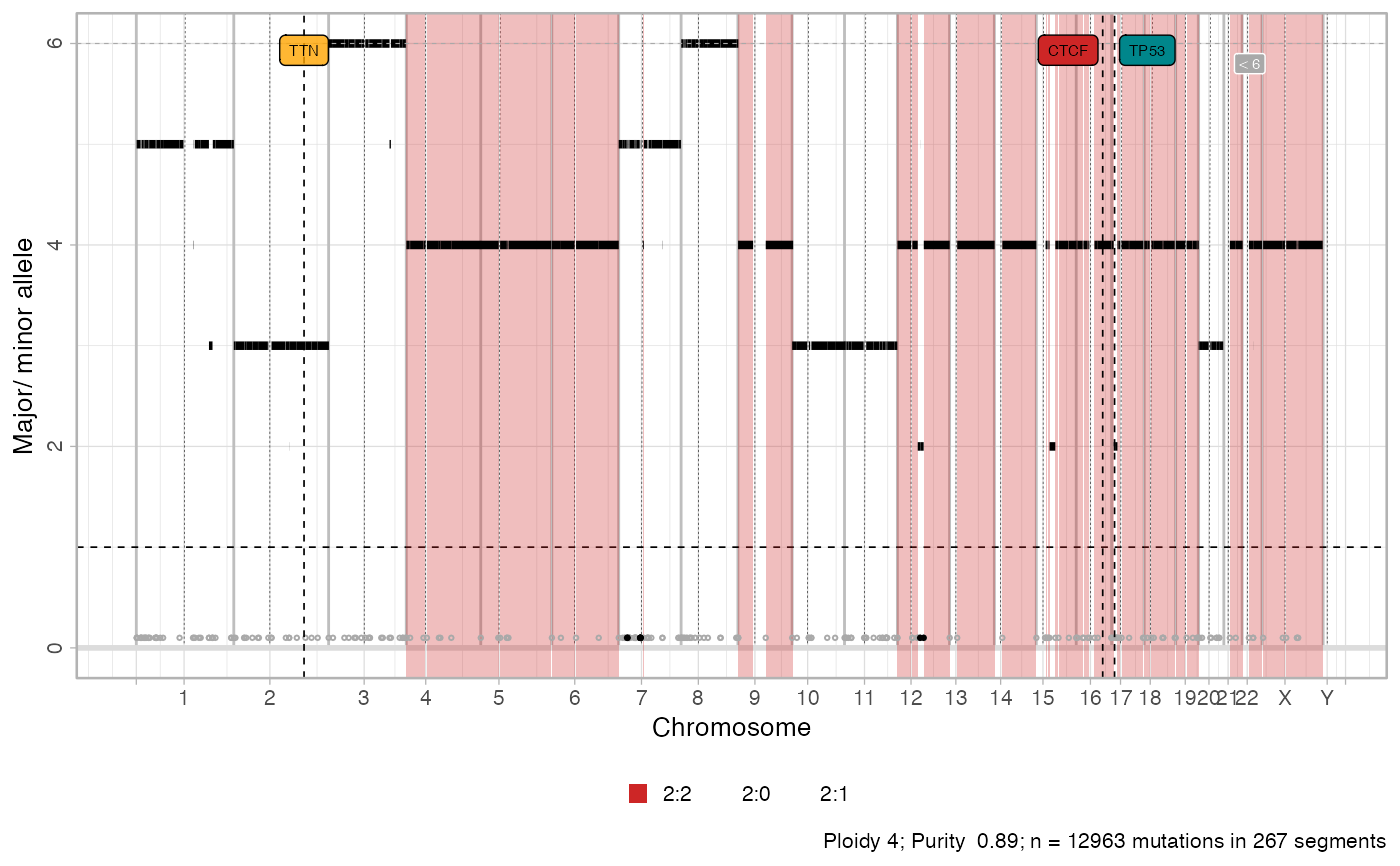 6
TTN
CTCF
TP53
< 6
4
2
0
Major/ minor allele
1 2 3 4 5 6 7 8 9 10 11 12 13 14 15 16 17 18 19 20 21 22 X Y
Chromosome
2:2 2:0 2:1
Ploidy 4; Purity 0.89; n = 12963 mutations in 267 segments